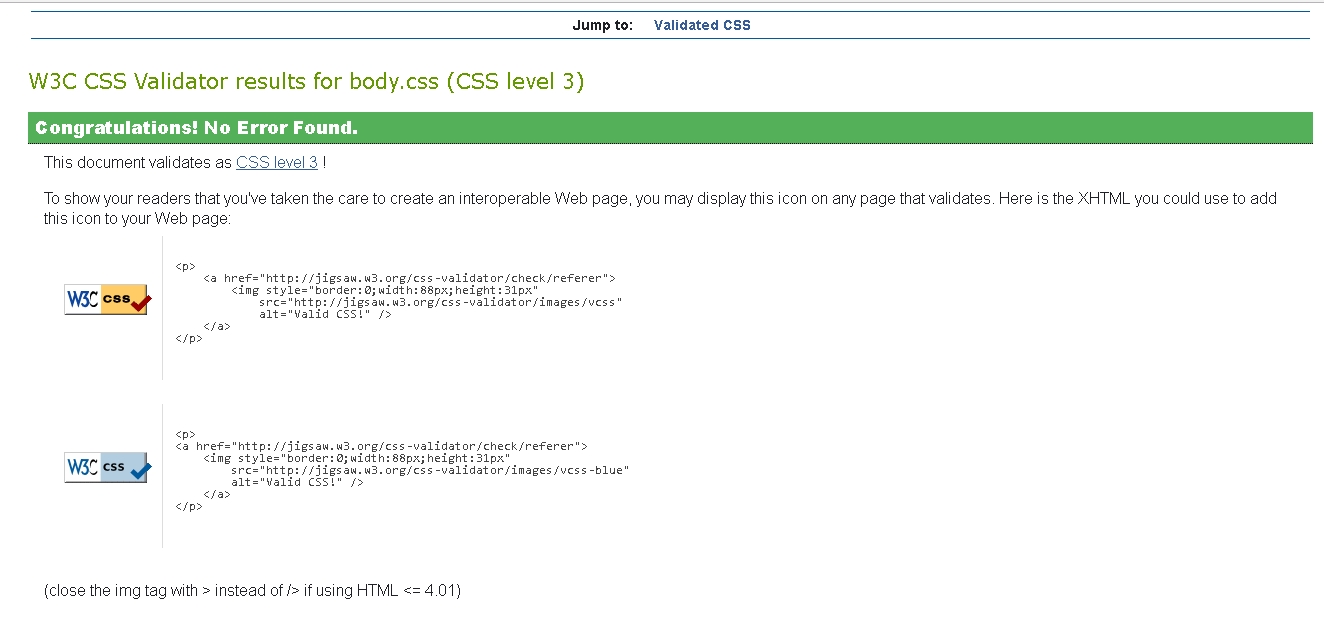 Jump to: Validated CSS
W3C CSS Validator results for body.css (CSS level 3)
Congratulations! No Error Found.
This document validates as CSS level 3 !
To show your readers that you've taken the care to create an interoperable Web page, you may display this icon on any page that validates. Here is the XHTML you could use to add
this icon to your Web page:
W3C css
<p>
    <a href="http://jigsaw.w3.org/css-validator/check/referer">
        <img style="border:0;width:88px;height:31px"
            src="http://jigsaw.w3.org/css-validator/images/vcss"
            alt="Valid CSS!" />
    </a>
</p>
W3C css
<p>
<a href="http://jigsaw.w3.org/css-validator/check/referer">
    <img style="border:0;width:88px;height:31px"
        src="http://jigsaw.w3.org/css-validator/images/vcss-blue"
        alt="Valid CSS!" />
    </a>
</p>
(close the img tag with > instead of /> if using HTML <= 4.01)